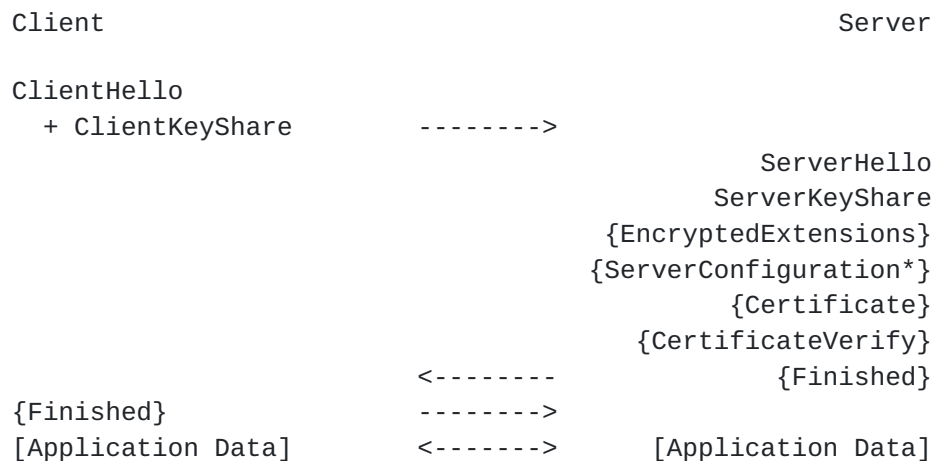 Client Server
ClientHello
+ ClientKeyShare -------->
ServerHello
ServerKeyShare
{EncryptedExtensions}
{ServerConfiguration*}
{Certificate}
{CertificateVerify}
<-------- {Finished}
{Finished} -------->
[Application Data] <-------> [Application Data]